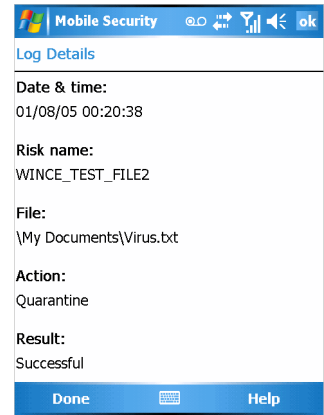 Mobile Security ok
Log Details
Date & time:
01/08/05 00:20:38
Risk name:
WINCE_TEST_FILE2
File:
\My Documents\Virus.txt
Action:
Quarantine
Result:
Successful
Done Help